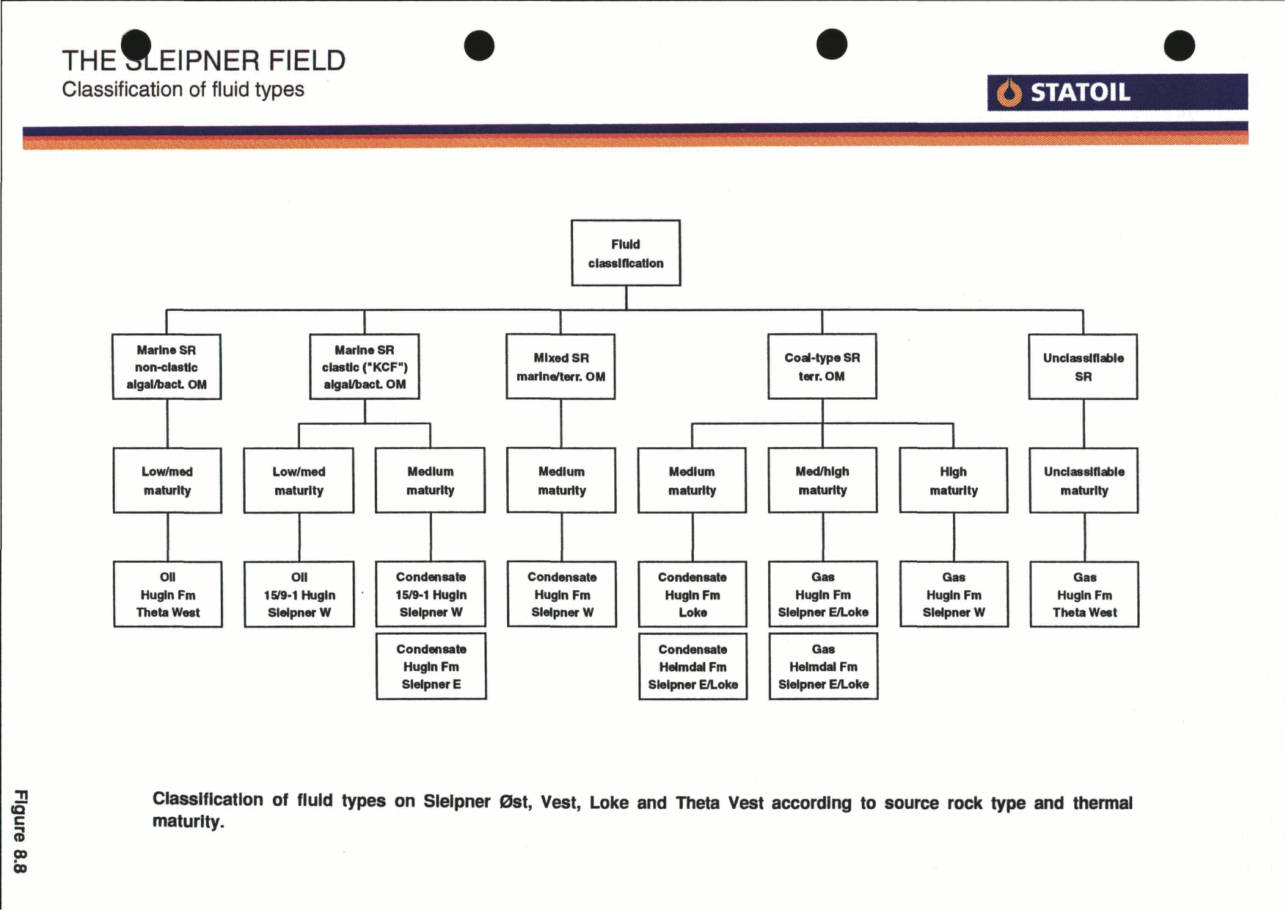 THE SLEIPNER FIELD
Classification of fluid types
STATOIL
Fluid
classification
Marine SR
non-clastic
algal/bact. OM
Marine SR
clastic ("KCF")
algal/bact. OM
Mixed SR
marine/terr. OM
Coal-type SR
terr. OM
Unclassifiable
SR
Low/med
maturity
Low/med
maturity
Medium
maturity
Medium
maturity
Medium
maturity
Med/high
maturity
High
maturity
Unclassifiable
maturity
Oil
Hugin Fm
Theta West
Oil
15/9-1 Hugin
Sleipner W
Condensate
15/9-1 Hugin
Sleipner W
Condensate
Hugin Fm
Sleipner W
Condensate
Hugin Fm
Loke
Gas
Hugin Fm
Sleipner E/Loke
Gas
Hugin Fm
Sleipner W
Gas
Hugin Fm
Theta West
Condensate
Hugin Fm
Sleipner E
Condensate
Heimdal Fm
Sleipner E/Loke
Gas
Heimdal Fm
Sleipner E/Loke
Classification of fluid types on Sleipner Øst, Vest, Loke and Theta Vest according to source rock type and thermal
maturity.
Figure 8.8